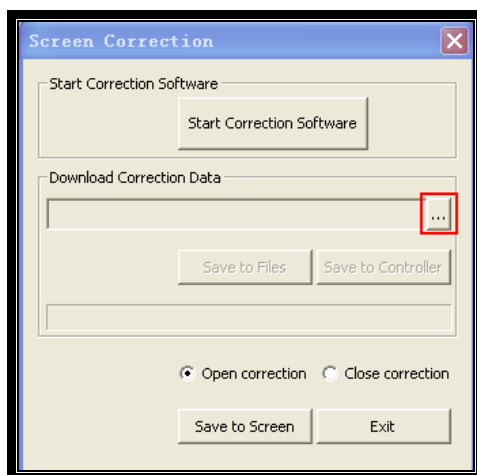 Screen Correction
Start Correction Software
Start Correction Software
Download Correction Data
...
Save to Files Save to Controller
Open correction Close correction
Save to Screen Exit